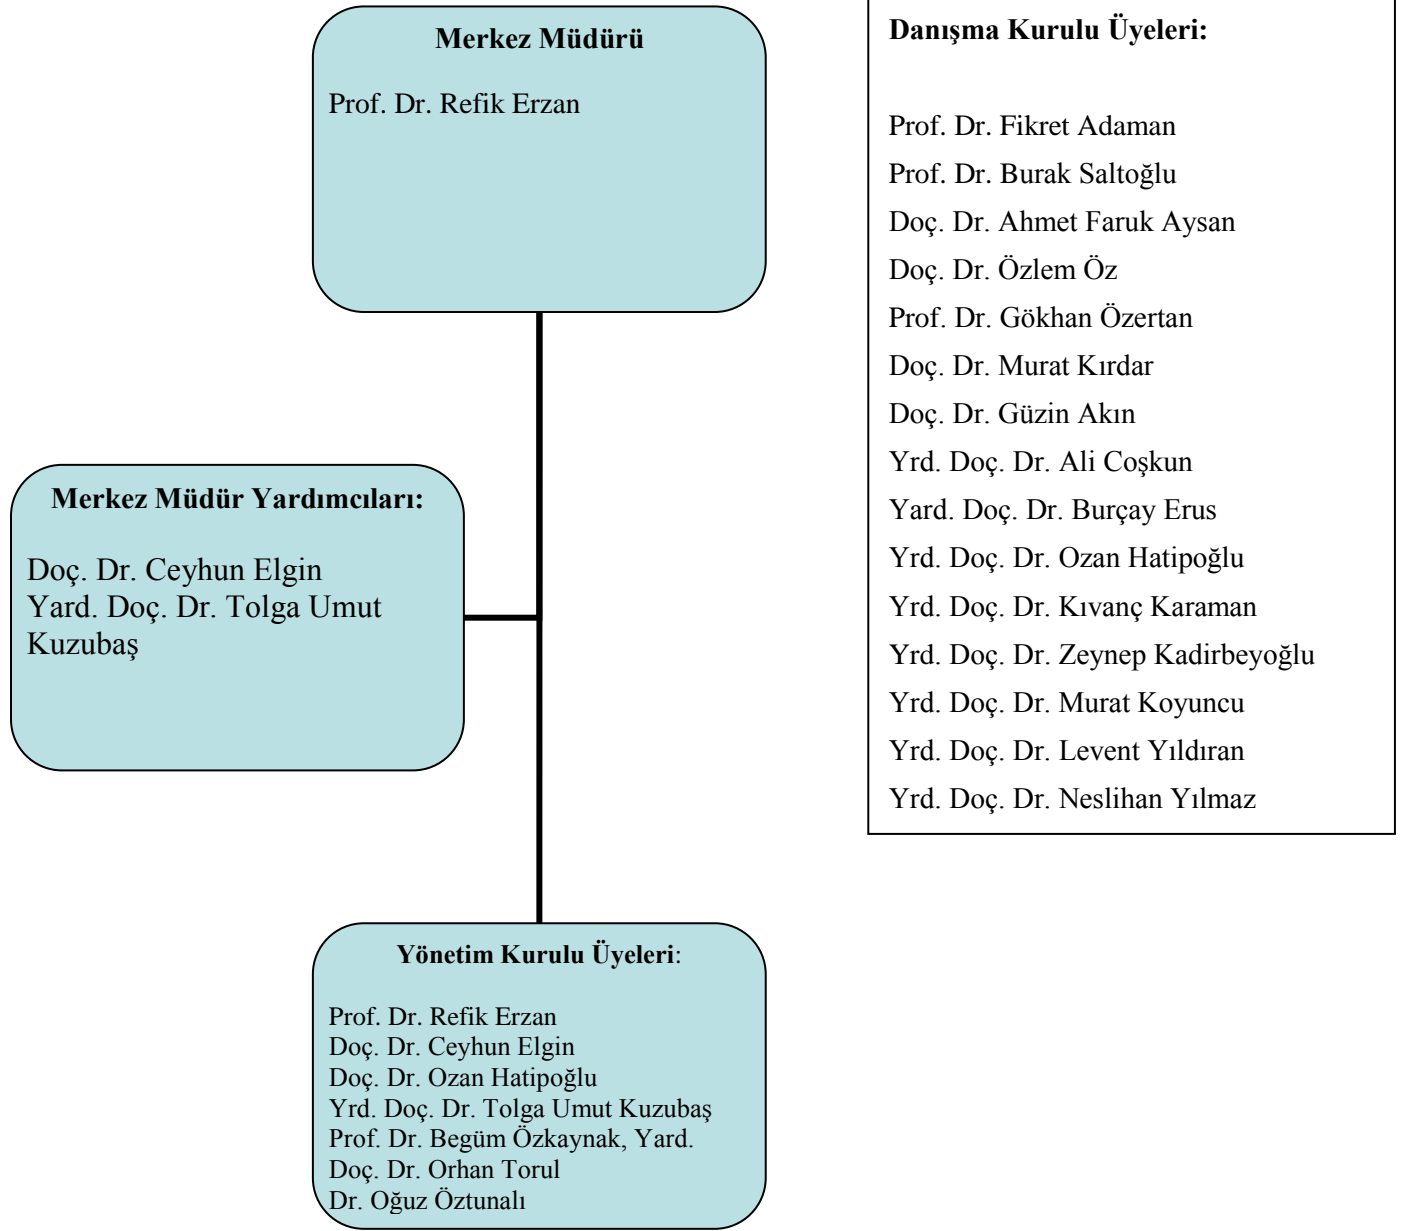 Merkez Müdürü
Prof. Dr. Refik Erzan
Merkez Müdür Yardımcıları:
Doç. Dr. Ceyhun Elgin
Yard. Doç. Dr. Tolga Umut
Kuzubaş
Yönetim Kurulu Üyeleri:
Prof. Dr. Refik Erzan
Doç. Dr. Ceyhun Elgin
Doç. Dr. Ozan Hatipoğlu
Yrd. Doç. Dr. Tolga Umut Kuzubaş
Prof. Dr. Begüm Özkaynak, Yard.
Doç. Dr. Orhan Torul
Dr. Oğuz Öztunalı
Danışma Kurulu Üyeleri:
Prof. Dr. Fikret Adaman
Prof. Dr. Burak Saltoğlu
Doç. Dr. Ahmet Faruk Aysan
Doç. Dr. Özlem Öz
Prof. Dr. Gökhan Özertan
Doç. Dr. Murat Kırdar
Doç. Dr. Güzin Akın
Yrd. Doç. Dr. Ali Coşkun
Yard. Doç. Dr. Burçay Erus
Yrd. Doç. Dr. Ozan Hatipoğlu
Yrd. Doç. Dr. Kıvanç Karaman
Yrd. Doç. Dr. Zeynep Kadirbeyoğlu
Yrd. Doç. Dr. Murat Koyuncu
Yrd. Doç. Dr. Levent Yıldıran
Yrd. Doç. Dr. Neslihan Yılmaz